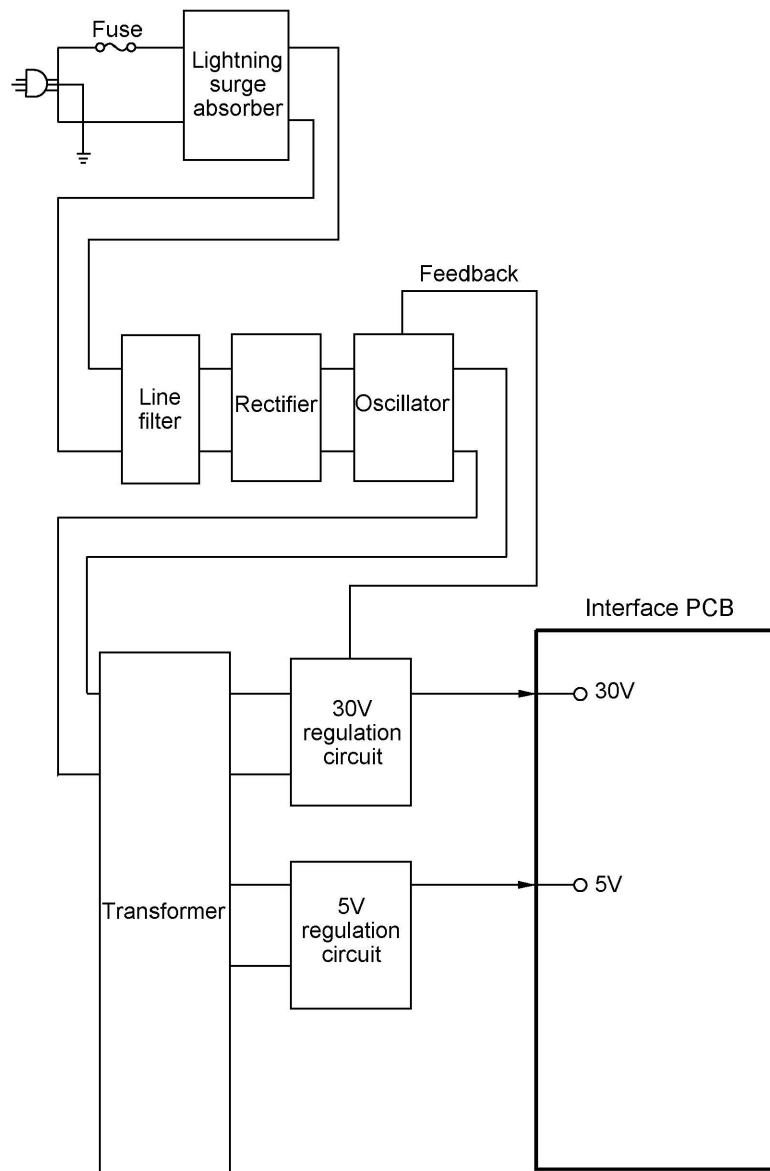 Fuse
Lightning
surge
absorber
Feedback
Line
filter
Rectifier
Oscillator
Interface PCB
30V
regulation
circuit
30V
Transformer
5V
regulation
circuit
5V